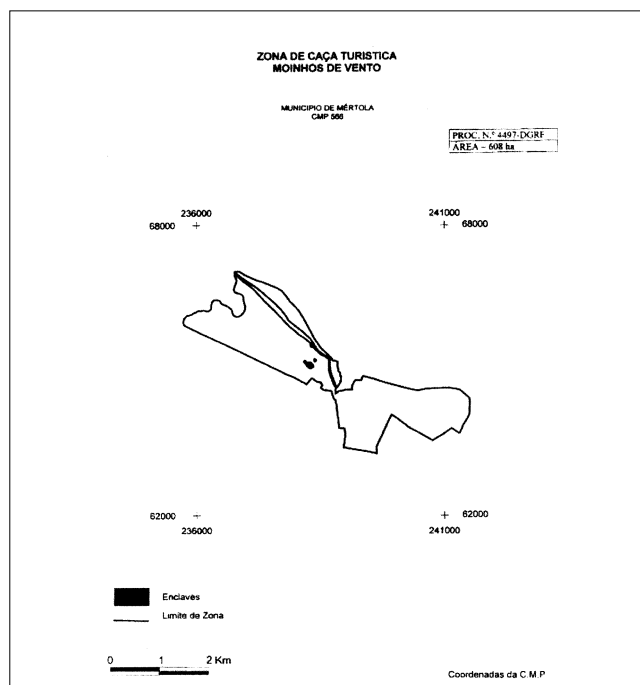 ZONA DE CAÇA TURISTICA
MOINHOS DE VENTO
MUNICIPIO DE MÉRTOLA
CMP 566
PROC. N.º 4497-DGRF
ÁREA – 608 ha
236000
241000
68000
68000
62000
62000
236000
241000
Enclaves
Limite de Zona
0 1 2 Km
Coordenadas da C.M.P